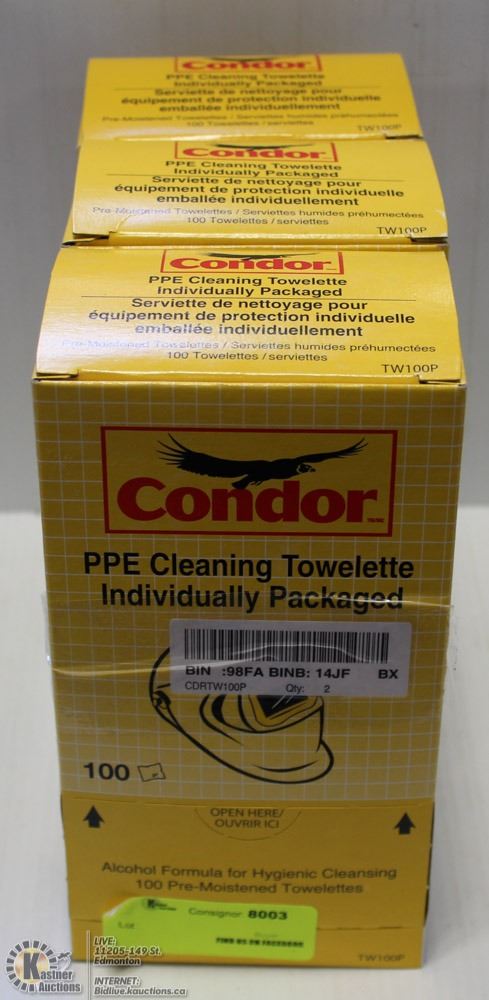 Condor
PPE Cleaning Towelette
Individually Packaged
Serviette de nettoyage pour
équipement de protection individuelle
emballée individuellement
Pre-Moistened Towelettes / Serviettes humides préhumectées
100 Towelettes / serviettes
TW100P
Condor
PPE Cleaning Towelette
Individually Packaged
Serviette de nettoyage pour
équipement de protection individuelle
emballée individuellement
Pre-Moistened Towelettes / Serviettes humides préhumectées
100 Towelettes / serviettes
TW100P
Condor
PPE Cleaning Towelette
Individually Packaged
Serviette de nettoyage pour
équipement de protection individuelle
emballée individuellement
Pre-Moistened Towelettes / Serviettes humides préhumectées
100 Towelettes / serviettes
TW100P
Condor
PPE Cleaning Towelette
Individually Packaged
BIN :98FA BINB: 14JF BX
CDRTW100P Qty: 2
100
OPEN HERE/
OUVRIR ICI
Alcohol Formula for Hygienic Cleansing
100 Pre-Moistened Towelettes
Consignor: 8003
Lot
FIND US ON FACEBOOK
TW100P
Kastner
Auctions
LIVE:
11205-149 St.
Edmonton
INTERNET:
Bidlive.kauctions.ca